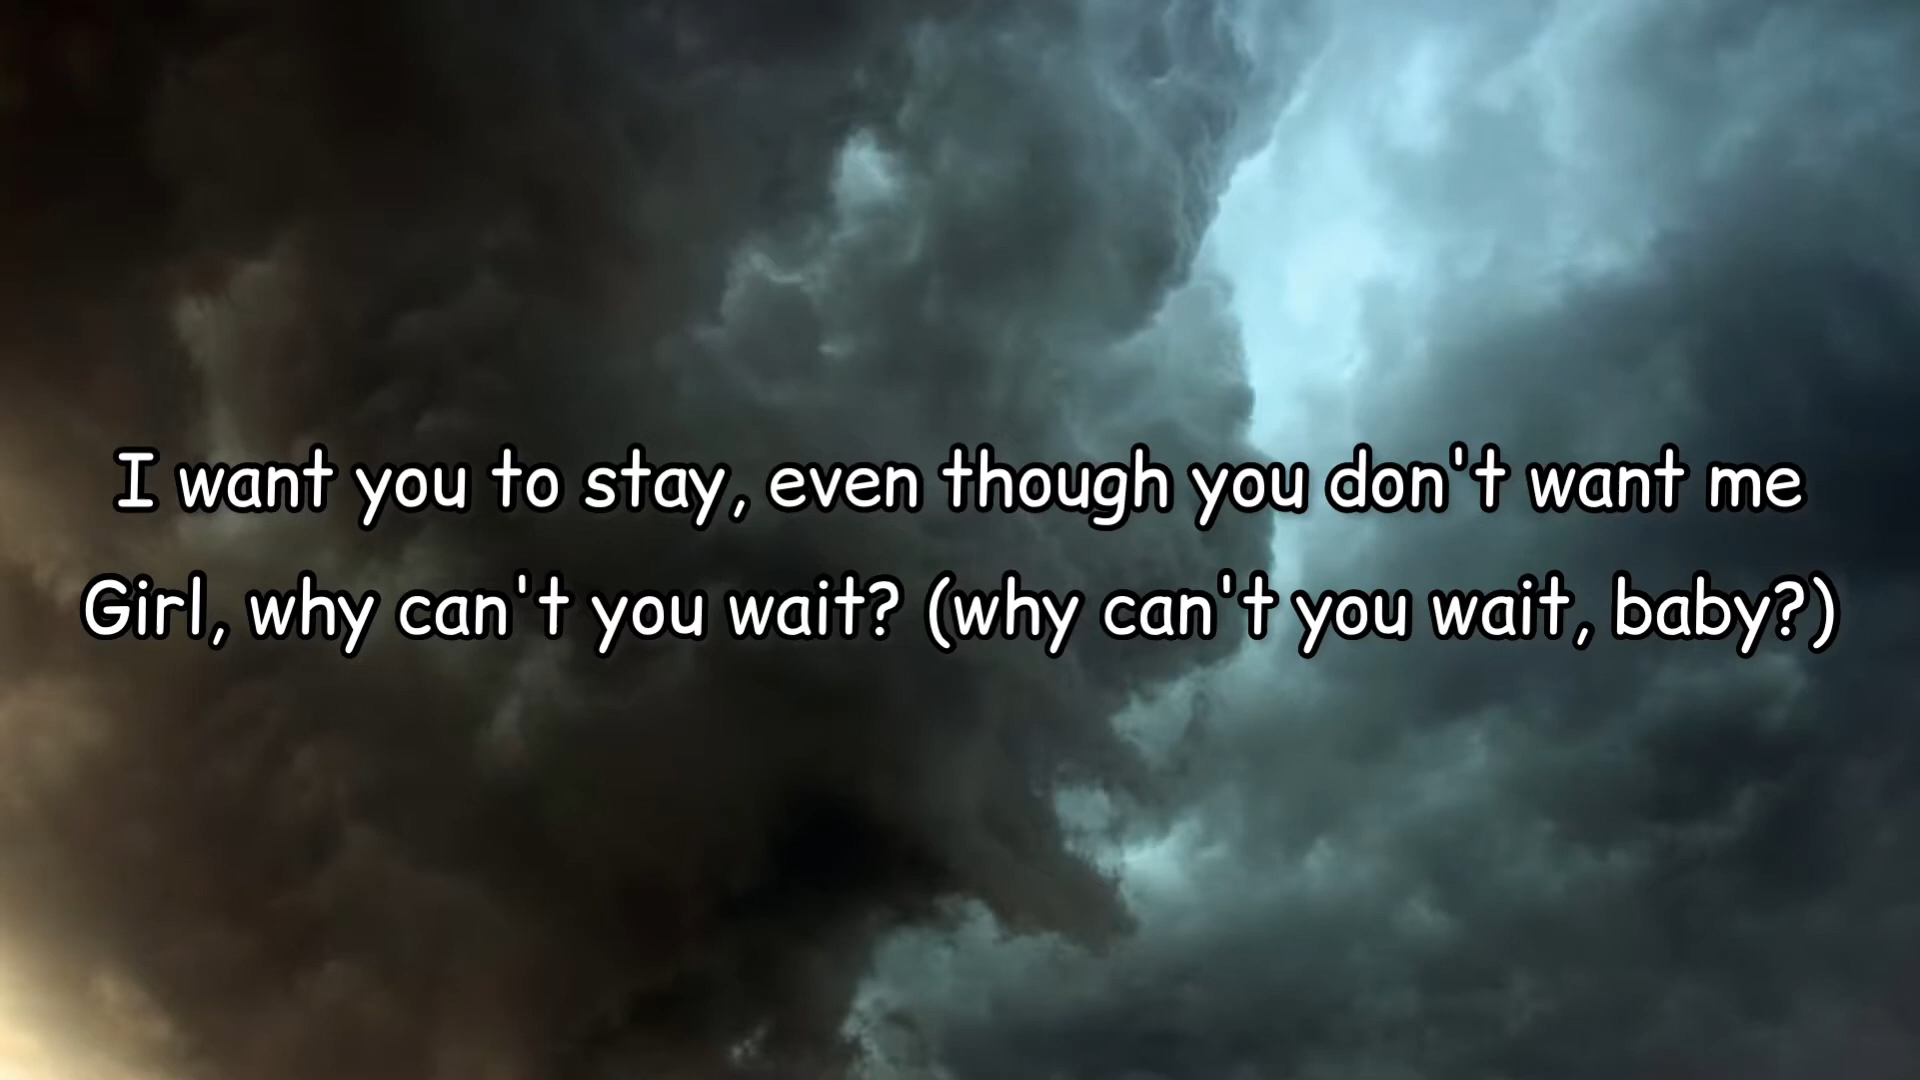 I want you to stay, even though you don't want me
Girl, why can't you wait? (why can't you wait, baby?)